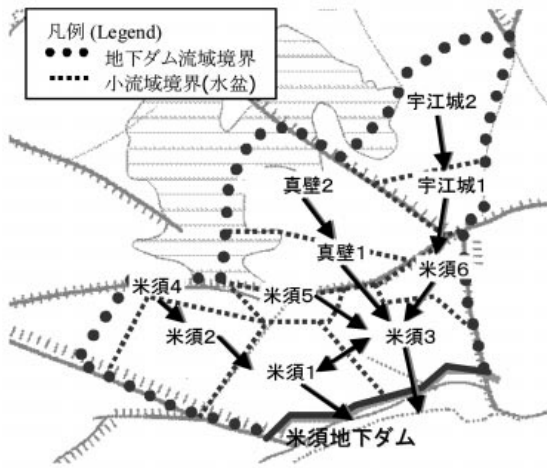 凡例 (Legend)
地下ダム流域境界
小流域境界(水盆)
宇江城2
真壁2
宇江城1
真壁1
米須6
米須4
米須5
米須2
米須3
米須1
米須地下ダム